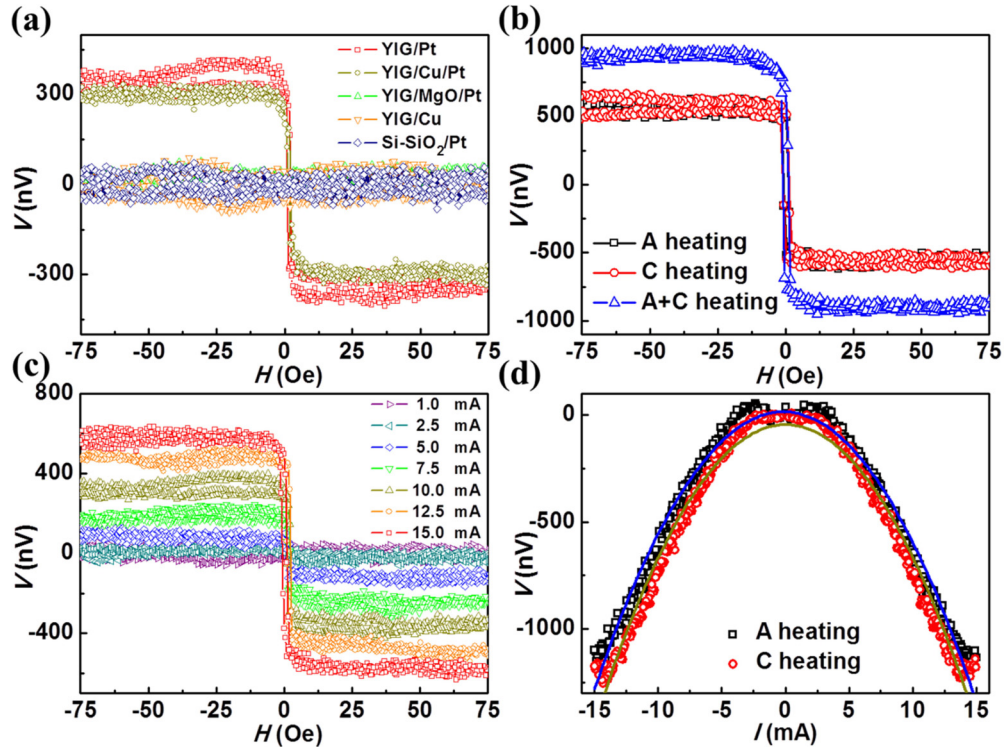 (a)
300
0
-300
V (nV)
-75 -50 -25 0 25 50 75
H (Oe)
YIG/Pt
YIG/Cu/Pt
YIG/MgO/Pt
YIG/Cu
Si-SiO₂/Pt
(b)
1000
500
0
-500
-1000
V (nV)
-75 -50 -25 0 25 50 75
H (Oe)
A heating
C heating
A+C heating
(c)
800
400
0
-400
V (nV)
-75 -50 -25 0 25 50 75
H (Oe)
1.0 mA
2.5 mA
5.0 mA
7.5 mA
10.0 mA
12.5 mA
15.0 mA
(d)
0
-500
-1000
V (nV)
-15 -10 -5 0 5 10 15
I (mA)
A heating
C heating